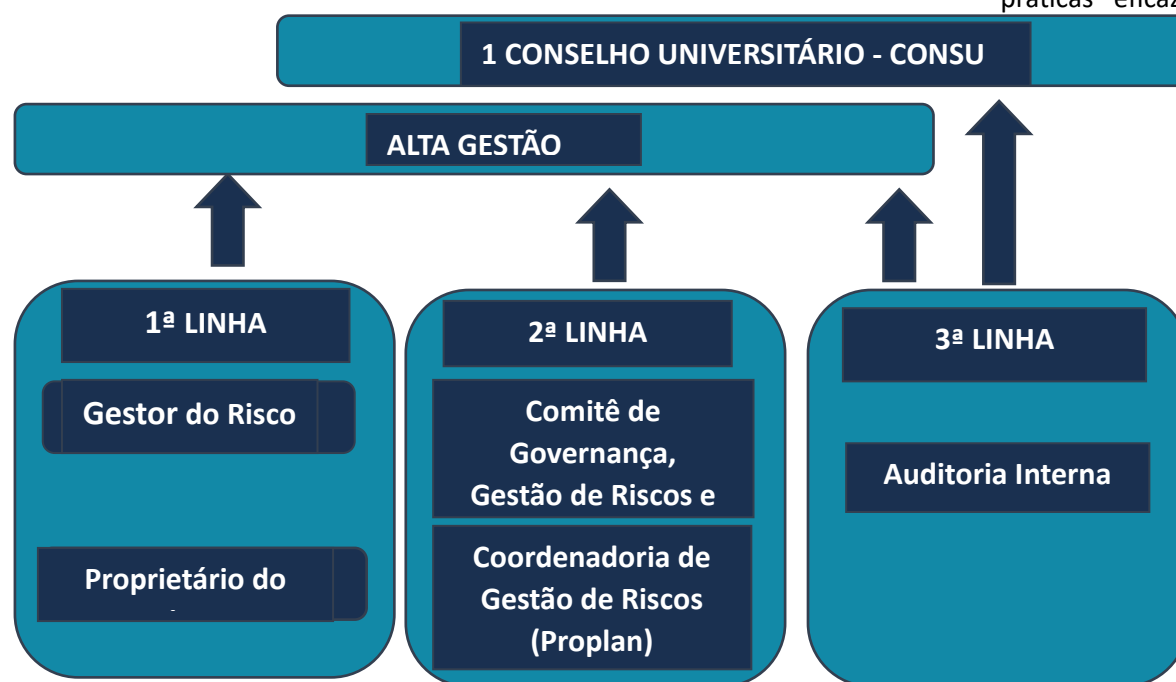 práticas
1 CONSELHO UNIVERSITÁRIO - CONSU
ALTA GESTÃO
1ª LINHA
Gestor do Risco
Proprietário do
2ª LINHA
Comitê de
Governança,
Gestão de Riscos e
Coordenadoria de
Gestão de Riscos
(Proplan)
3ª LINHA
Auditoria Interna